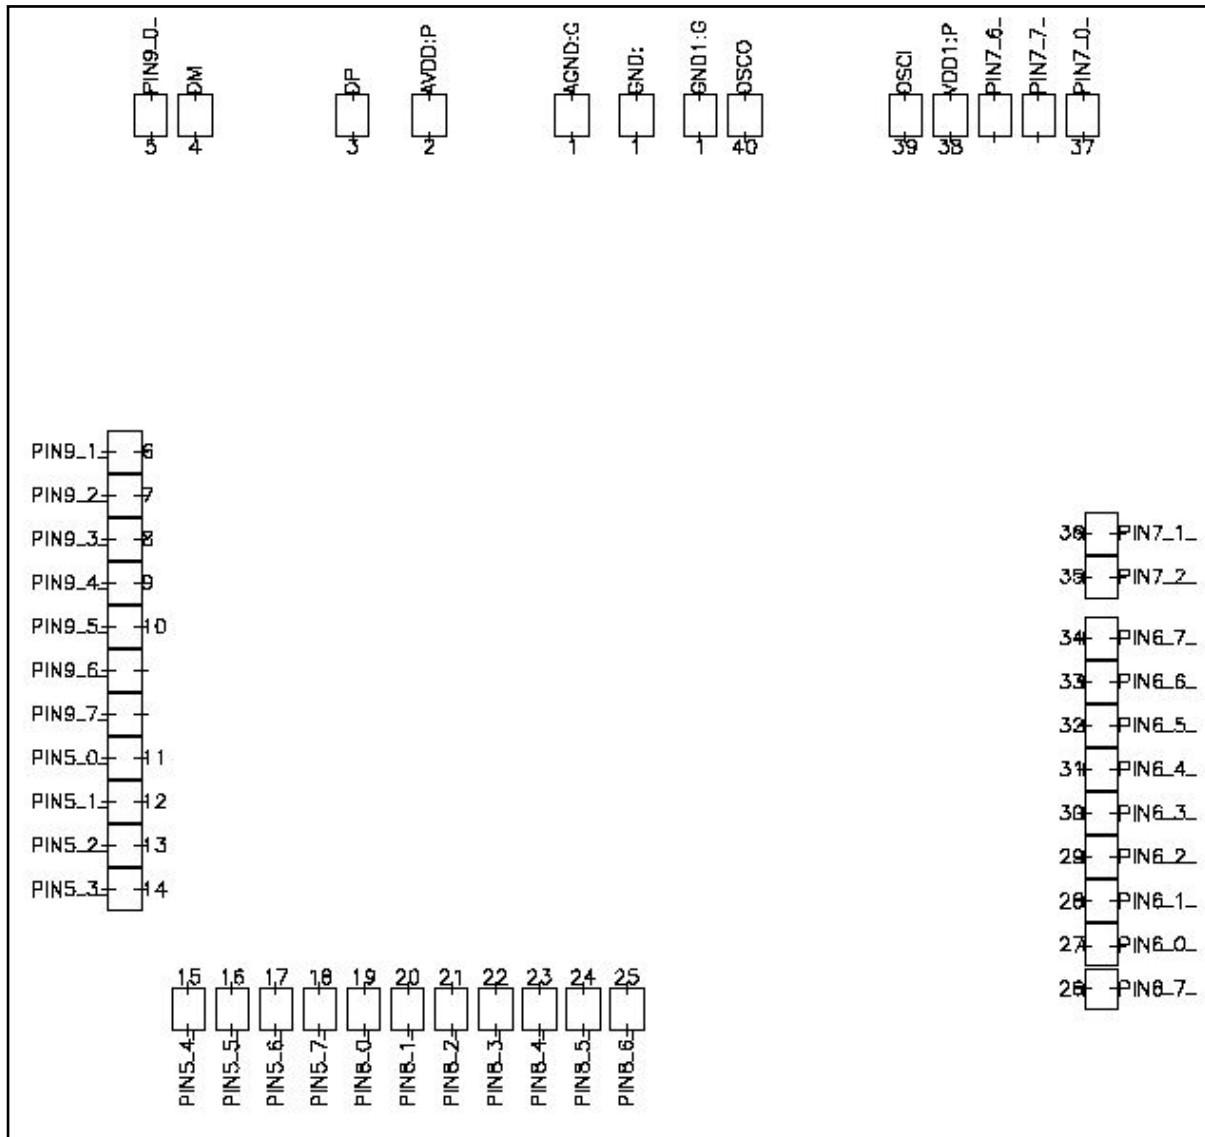 PIN9_0_ DM DP AVDD:P AGND:G GND: GND1:G OSCO OSCI VDD1:P PIN7_6_ PIN7_7_ PIN7_0_
5 4 3 2 1 1 1 40 39 38 37
PIN9_1_ 6
PIN9_2_ 7
PIN9_3_ 8
PIN9_4_ 9
PIN9_5_ 10
PIN9_6_
PIN9_7_
PIN5_0_ 11
PIN5_1_ 12
PIN5_2_ 13
PIN5_3_ 14
36 PIN7_1_
35 PIN7_2_
34 PIN6_7_
33 PIN6_6_
32 PIN6_5_
31 PIN6_4_
30 PIN6_3_
29 PIN6_2_
28 PIN6_1_
27 PIN6_0_
26 PIN8_7_
15 16 17 18 19 20 21 22 23 24 25
PIN5_4_ PIN5_5_ PIN5_6_ PIN5_7_ PIN8_0_ PIN8_1_ PIN8_2_ PIN8_3_ PIN8_4_ PIN8_5_ PIN8_6_